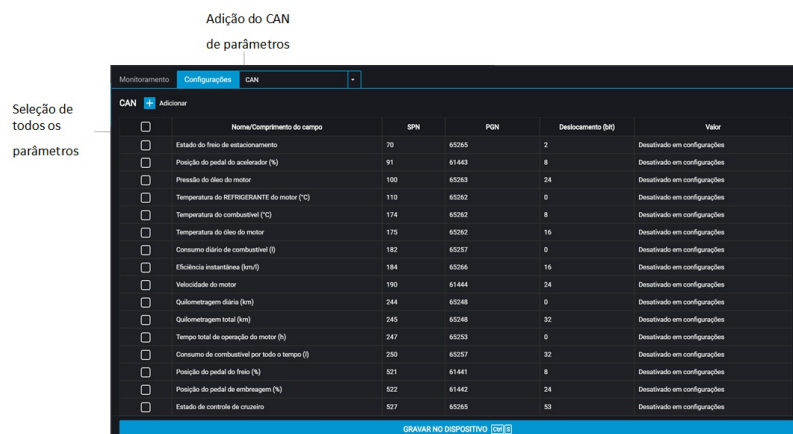 Adição do CAN
de parâmetros
Seleção de
todos os
parâmetros
Monitoramento Configurações CAN
CAN + Adicionar
Nome/Comprimento do campo SPN PGN Deslocamento (bit) Valor
Estado do freio de estacionamento 70 65265 2 Desativado em configurações
Posição do pedal do acelerador (%) 91 61443 8 Desativado em configurações
Pressão do óleo do motor 100 65263 24 Desativado em configurações
Temperatura do REFRIGERANTE do motor (°C) 110 65262 0 Desativado em configurações
Temperatura do combustível (°C) 174 65262 8 Desativado em configurações
Temperatura do óleo do motor 175 65262 16 Desativado em configurações
Consumo diário de combustível (l) 182 65257 0 Desativado em configurações
Eficiência instantânea (km/l) 184 65266 16 Desativado em configurações
Velocidade do motor 190 61444 24 Desativado em configurações
Quilometragem diária (km) 244 65248 0 Desativado em configurações
Quilometragem total (km) 245 65248 32 Desativado em configurações
Tempo total de operação do motor (h) 247 65253 0 Desativado em configurações
Consumo de combustível por todo o tempo (l) 250 65257 32 Desativado em configurações
Posição do pedal do freio (%) 521 61441 8 Desativado em configurações
Posição do pedal de embreagem (%) 522 61442 24 Desativado em configurações
Estado de controle de cruzeiro 527 65265 53 Desativado em configurações
GRAVAR NO DISPOSITIVO Ctrl S